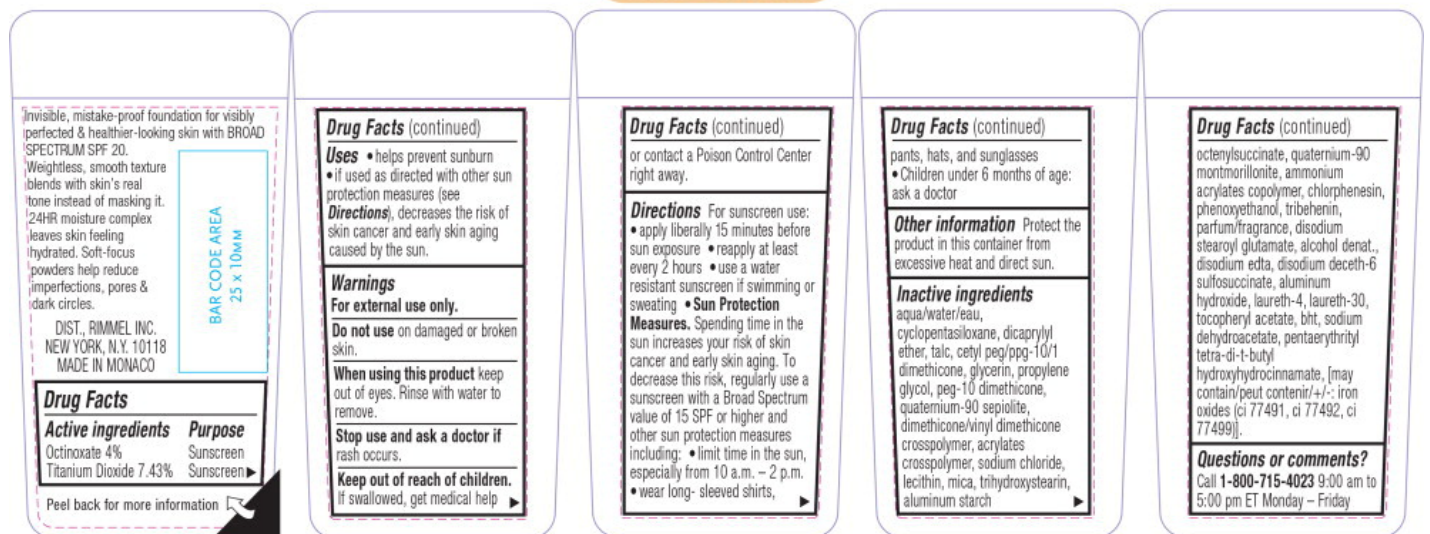 Invisible, mistake-proof foundation for visibly
perfected & healthier-looking skin with BROAD
SPECTRUM SPF 20.
Weightless, smooth texture
blends with skin's real
tone instead of masking it.
24HR moisture complex
leaves skin feeling
hydrated. Soft-focus
powders help reduce
imperfections, pores &
dark circles.
BAR CODE AREA
25 x 10MM
DIST., RIMMEL INC.
NEW YORK, N.Y. 10118
MADE IN MONACO
Drug Facts
Active ingredients Purpose
Octinoxate 4% Sunscreen
Titanium Dioxide 7.43% Sunscreen
Peel back for more information
Drug Facts (continued)
Uses • helps prevent sunburn
• if used as directed with other sun
protection measures (see
Directions), decreases the risk of
skin cancer and early skin aging
caused by the sun.
Warnings
For external use only.
Do not use on damaged or broken
skin.
When using this product keep
out of eyes. Rinse with water to
remove.
Stop use and ask a doctor if
rash occurs.
Keep out of reach of children.
If swallowed, get medical help
Drug Facts (continued)
or contact a Poison Control Center
right away.
Directions For sunscreen use:
• apply liberally 15 minutes before
sun exposure • reapply at least
every 2 hours • use a water
resistant sunscreen if swimming or
sweating • Sun Protection
Measures. Spending time in the
sun increases your risk of skin
cancer and early skin aging. To
decrease this risk, regularly use a
sunscreen with a Broad Spectrum
value of 15 SPF or higher and
other sun protection measures
including: • limit time in the sun,
especially from 10 a.m. – 2 p.m.
• wear long- sleeved shirts,
Drug Facts (continued)
pants, hats, and sunglasses
• Children under 6 months of age:
ask a doctor
Other information Protect the
product in this container from
excessive heat and direct sun.
Inactive ingredients
aqua/water/eau,
cyclopentasiloxane, dicaprylyl
ether, talc, cetyl peg/ppg-10/1
dimethicone, glycerin, propylene
glycol, peg-10 dimethicone,
quaternium-90 sepiolite,
dimethicone/vinyl dimethicone
crosspolymer, acrylates
crosspolymer, sodium chloride,
lecithin, mica, trihydroxystearin,
aluminum starch
Drug Facts (continued)
octenylsuccinate, quaternium-90
montmorillonite, ammonium
acrylates copolymer, chlorphenesin,
phenoxyethanol, tribehenin,
parfum/fragrance, disodium
stearoyl glutamate, alcohol denat.,
disodium edta, disodium deceth-6
sulfosuccinate, aluminum
hydroxide, laureth-4, laureth-30,
tocopheryl acetate, bht, sodium
dehydroacetate, pentaerythrityl
tetra-di-t-butyl
hydroxyhydrocinnamate, [may
contain/peut contenir/+/-: iron
oxides (ci 77491, ci 77492, ci
77499)].
Questions or comments?
Call 1-800-715-4023 9:00 am to
5:00 pm ET Monday – Friday